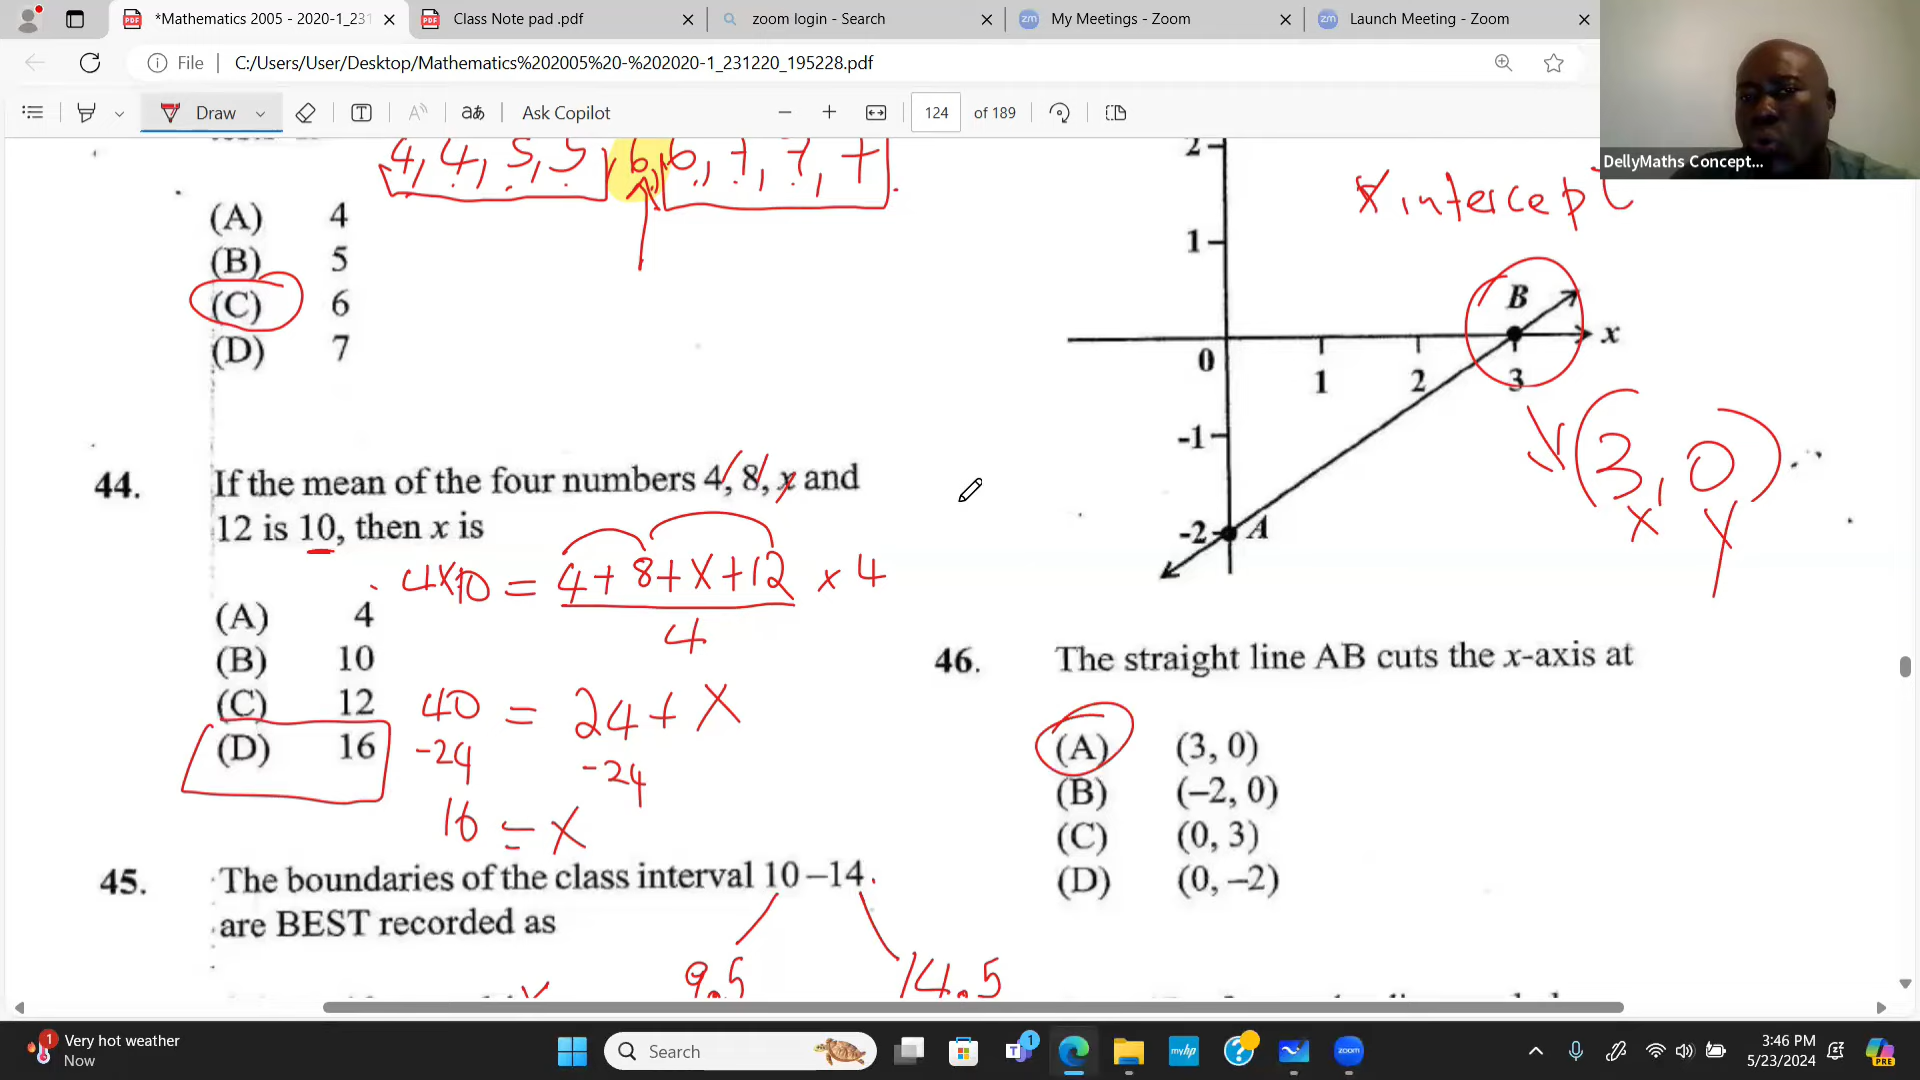 *Mathematics 2005 - 2020-1_231
Class Note pad .pdf
zoom login - Search
My Meetings - Zoom
Launch Meeting - Zoom
File
C:/Users/User/Desktop/Mathematics%202005%20-%202020-1_231220_195228.pdf
Draw
Ask Copilot
124 of 189
DellyMaths Concept...
4, 4, 5, 5, 6, 6, 7, 7, 7
(A) 4
(B) 5
(C) 6
(D) 7
44. If the mean of the four numbers 4, 8, x and
12 is 10, then x is
4x10 = 4+8+x+12 x 4
4
(A) 4
(B) 10
(C) 12
(D) 16
40 = 24 + x
-24 -24
16 = x
45. The boundaries of the class interval 10–14
are BEST recorded as
9.5 14.5
2
x intercept
1
B
x
0 1 2 3
-1
-2 A
(3, 0)
x y
46. The straight line AB cuts the x-axis at
(A) (3, 0)
(B) (–2, 0)
(C) (0, 3)
(D) (0, –2)
1
Very hot weather
Now
Search
1
myhp
zoom
3:46 PM
5/23/2024
PRE